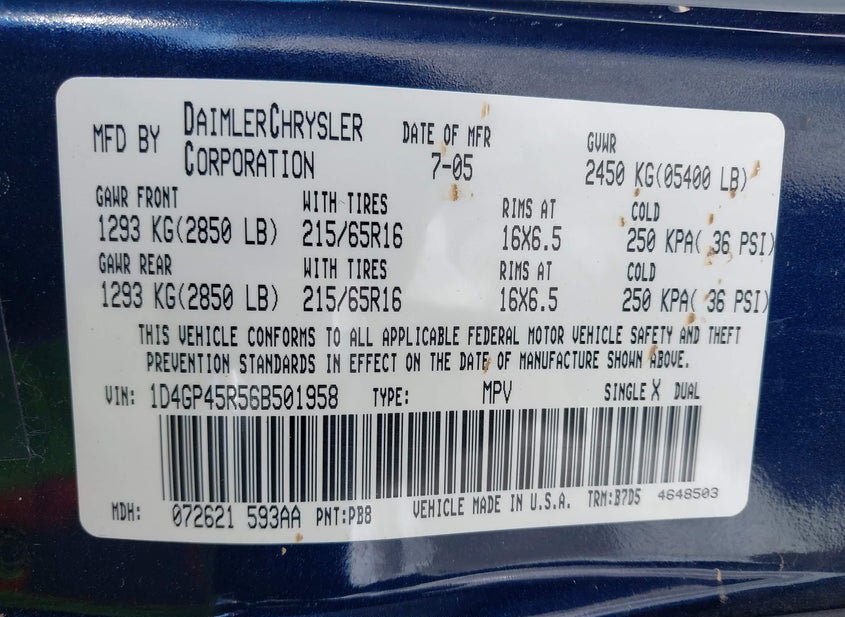 MFD BY DAIMLERCHRYSLER CORPORATION DATE OF MFR 7-05 GVWR 2450 KG(05400 LB)
GAWR FRONT WITH TIRES RIMS AT COLD
1293 KG(2850 LB) 215/65R16 16X6.5 250 KPA( 36 PSI)
GAWR REAR WITH TIRES RIMS AT COLD
1293 KG(2850 LB) 215/65R16 16X6.5 250 KPA( 36 PSI)
THIS VEHICLE CONFORMS TO ALL APPLICABLE FEDERAL MOTOR VEHICLE SAFETY AND THEFT
PREVENTION STANDARDS IN EFFECT ON THE DATE OF MANUFACTURE SHOWN ABOVE.
VIN: 1D4GP45R56B501958 TYPE: MPV SINGLE X DUAL
MDH: 072621 593AA PNT:PB8 VEHICLE MADE IN U.S.A. TRM:B7D5 4648503